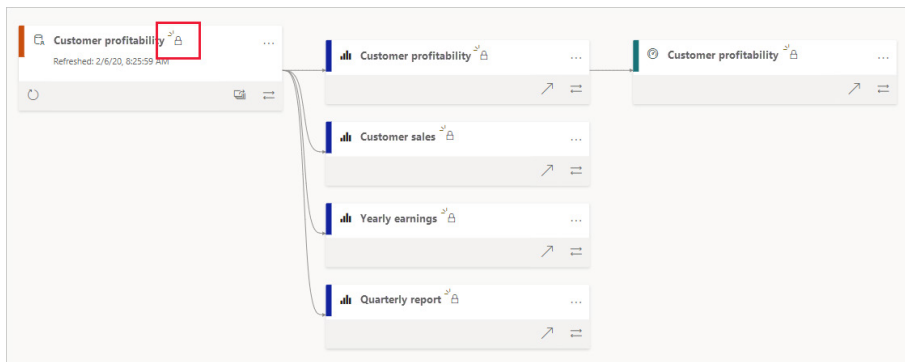 Customer profitability
Refreshed: 2/6/20, 8:25:59 AM
Customer profitability
Customer sales
Yearly earnings
Quarterly report
Customer profitability